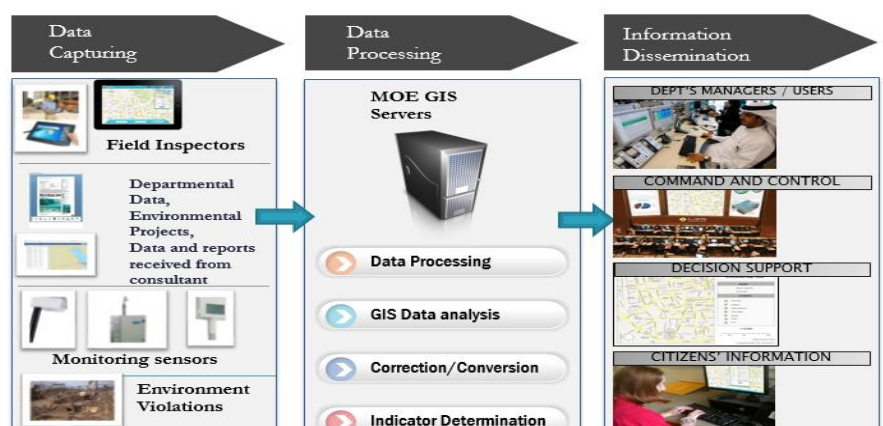 Data
Capturing
Data
Processing
Information
Dissemination
Field Inspectors
Departmental
Data,
Environmental
Projects,
Data and reports
received from
consultant
Monitoring sensors
Environment
Violations
MOE GIS
Servers
Data Processing
GIS Data analysis
Correction/Conversion
Indicator Determination
DEPT'S MANAGERS / USERS
COMMAND AND CONTROL
DECISION SUPPORT
CITIZENS' INFORMATION